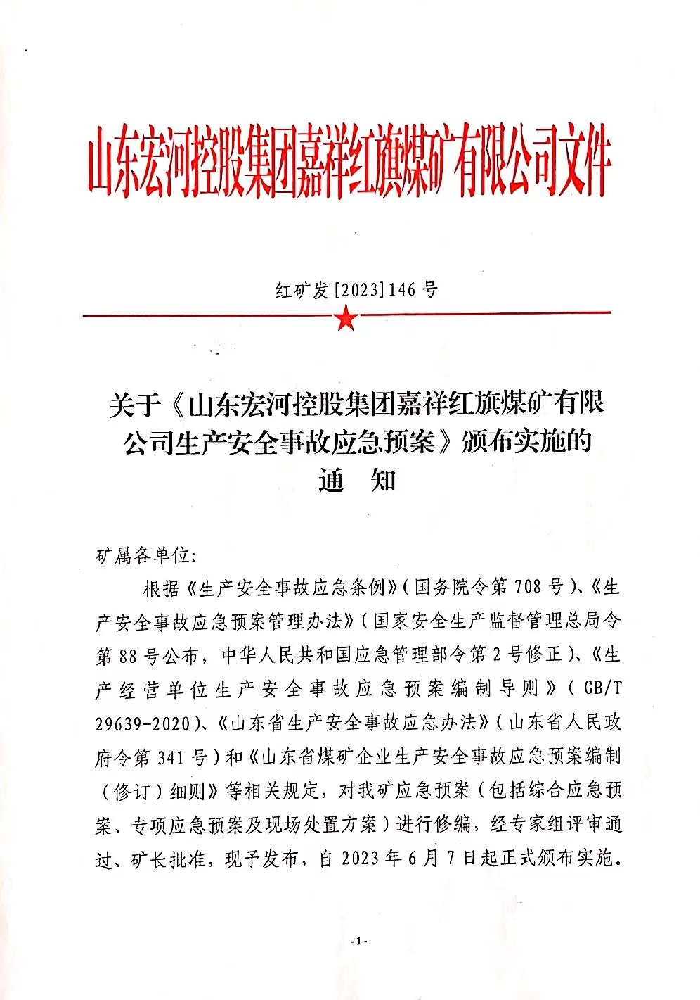 山东宏河控股集团嘉祥红旗煤矿有限公司文件
红矿发[2023]146号
关于《山东宏河控股集团嘉祥红旗煤矿有限
公司生产安全事故应急预案》颁布实施的
通 知
矿属各单位:
根据《生产安全事故应急条例》(国务院令第 708 号)、《生
产安全事故应急预案管理办法》(国家安全生产监督管理总局令
第 88 号公布, 中华人民共和国应急管理部令第 2 号修正)、《生
产经营单位生产安全事故应急预案编制导则》(GB/T
29639-2020)、《山东省生产安全事故应急办法》(山东省人民政
府令第 341 号)和《山东省煤矿企业生产安全事故应急预案编制
(修订)细则》等相关规定, 对我矿应急预案(包括综合应急预
案、专项应急预案及现场处置方案)进行修编, 经专家组评审通
过、矿长批准, 现予发布, 自 2023 年 6 月 7 日起正式颁布实施。
-1-